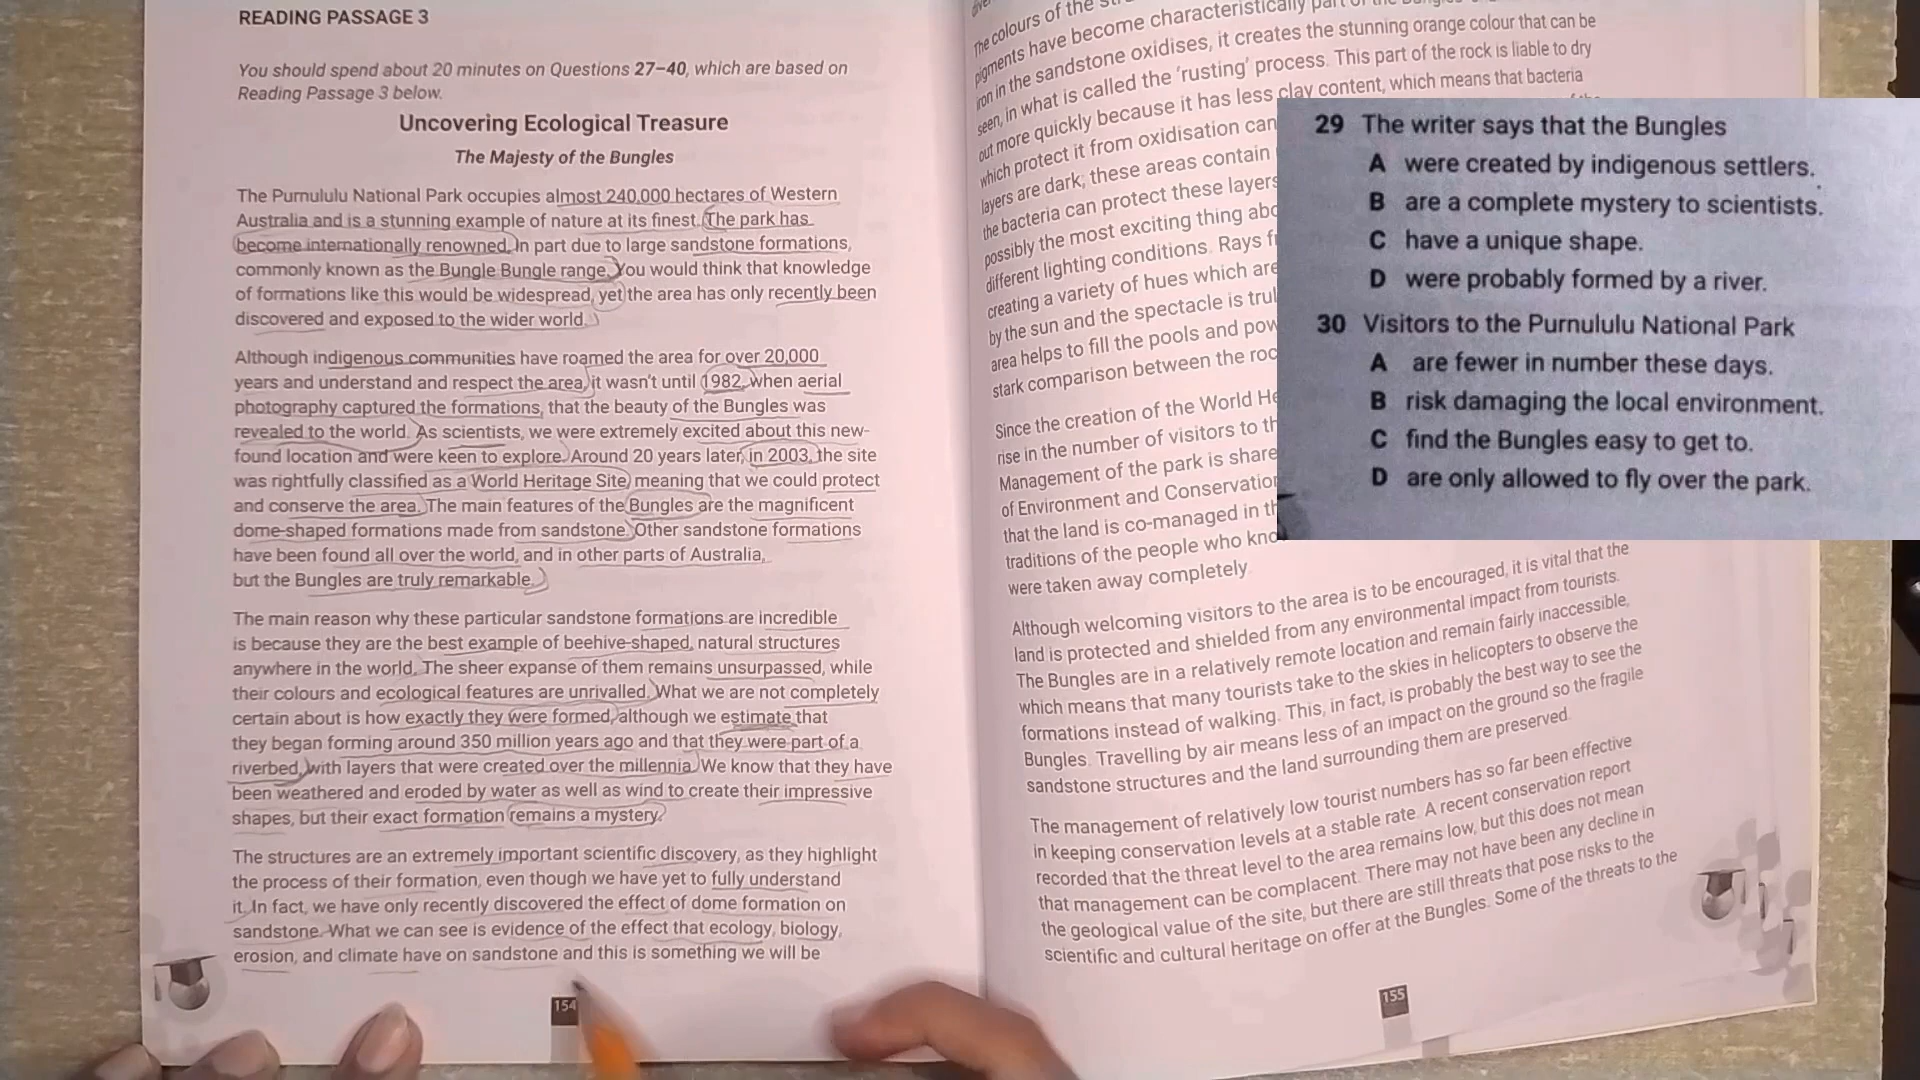 READING PASSAGE 3
You should spend about 20 minutes on Questions 27–40, which are based on
Reading Passage 3 below.
Uncovering Ecological Treasure
The Majesty of the Bungles
The Purnululu National Park occupies almost 240,000 hectares of Western
Australia and is a stunning example of nature at its finest. The park has
become internationally renowned, in part due to large sandstone formations,
commonly known as the Bungle Bungle range. You would think that knowledge
of formations like this would be widespread, yet the area has only recently been
discovered and exposed to the wider world.
Although indigenous communities have roamed the area for over 20,000
years and understand and respect the area, it wasn't until 1982, when aerial
photography captured the formations, that the beauty of the Bungles was
revealed to the world. As scientists, we were extremely excited about this new-
found location and were keen to explore. Around 20 years later, in 2003, the site
was rightfully classified as a World Heritage Site, meaning that we could protect
and conserve the area. The main features of the Bungles are the magnificent
dome-shaped formations made from sandstone. Other sandstone formations
have been found all over the world, and in other parts of Australia,
but the Bungles are truly remarkable.
The main reason why these particular sandstone formations are incredible
is because they are the best example of beehive-shaped, natural structures
anywhere in the world. The sheer expanse of them remains unsurpassed, while
their colours and ecological features are unrivalled. What we are not completely
certain about is how exactly they were formed, although we estimate that
they began forming around 350 million years ago and that they were part of a
riverbed, with layers that were created over the millennia. We know that they have
been weathered and eroded by water as well as wind to create their impressive
shapes, but their exact formation remains a mystery.
The structures are an extremely important scientific discovery, as they highlight
the process of their formation, even though we have yet to fully understand
it. In fact, we have only recently discovered the effect of dome formation on
sandstone. What we can see is evidence of the effect that ecology, biology,
erosion, and climate have on sandstone and this is something we will be
154
The colours of the
pigments have become characteristically part of the
iron in the sandstone oxidises, it creates the stunning orange colour that can be
seen, in what is called the 'rusting' process. This part of the rock is liable to dry
out more quickly because it has less clay content, which means that bacteria
which protect it from oxidisation can
layers are dark; these areas contain
the bacteria can protect these layers
possibly the most exciting thing
different lighting conditions. Rays
creating a variety of hues which are
by the sun and the spectacle is
area helps to fill the pools and
stark comparison between the
Since the creation of the World
rise in the number of visitors to
Management of the park is
of Environment and
that the land is co-managed in
traditions of the people who
were taken away completely.
Although welcoming visitors to the area is to be encouraged, it is vital that the
land is protected and shielded from any environmental impact from tourists.
The Bungles are in a relatively remote location and remain fairly inaccessible,
which means that many tourists take to the skies in helicopters to observe the
formations instead of walking. This, in fact, is probably the best way to see the
Bungles. Travelling by air means less of an impact on the ground so the fragile
sandstone structures and the land surrounding them are preserved.
The management of relatively low tourist numbers has so far been effective
in keeping conservation levels at a stable rate. A recent conservation report
recorded that the threat level to the area remains low, but this does not mean
that management can be complacent. There may not have been any decline in
the geological value of the site, but there are still threats that pose risks to the
scientific and cultural heritage on offer at the Bungles. Some of the threats to the
155
29 The writer says that the Bungles
A were created by indigenous settlers.
B are a complete mystery to scientists.
C have a unique shape.
D were probably formed by a river.
30 Visitors to the Purnululu National Park
A are fewer in number these days.
B risk damaging the local environment.
C find the Bungles easy to get to.
D are only allowed to fly over the park.